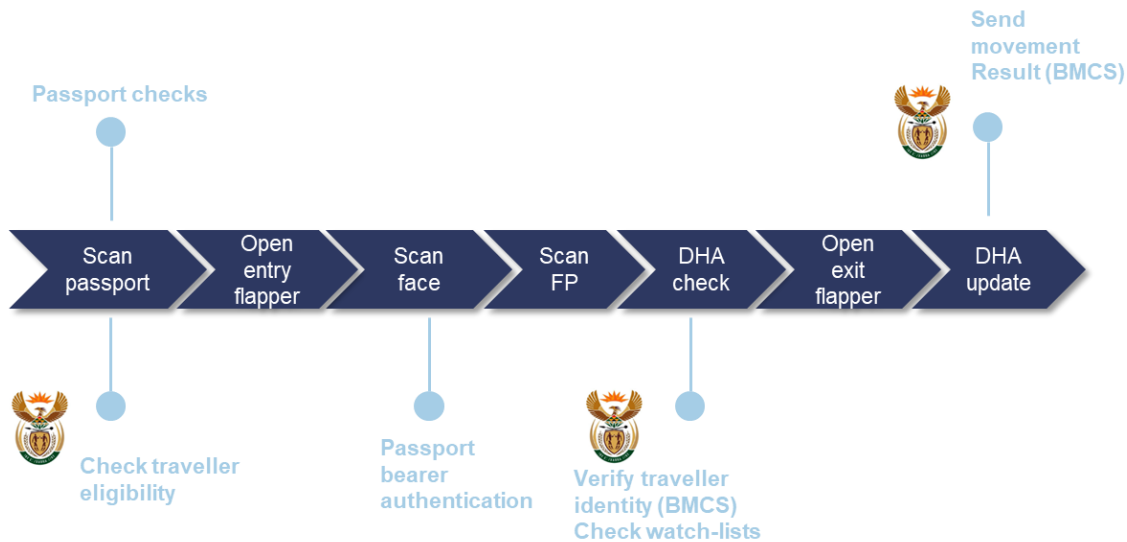 Send
movement
Result (BMCS)
Passport checks
Scan
passport
Open
entry
flapper
Scan
face
Scan
FP
DHA
check
Open
exit
flapper
DHA
update
Check traveller
eligibility
Passport
bearer
authentication
Verify traveller
identity (BMCS)
Check watch-lists